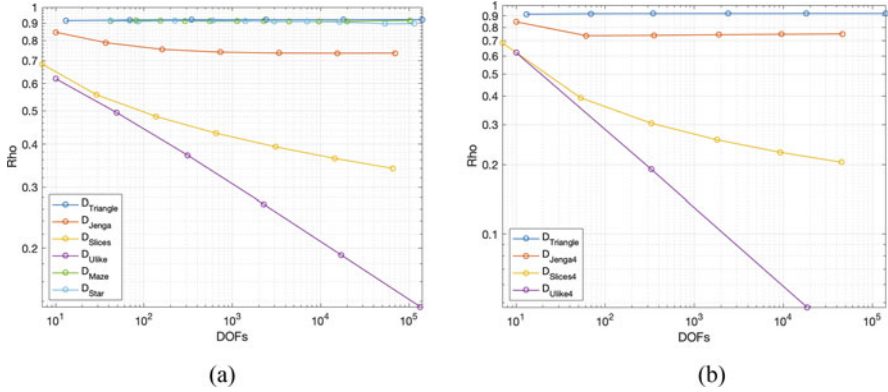 1
0.9
0.8
0.7
0.6
0.5
0.4
0.3
0.2
Rho
D_Triangle
D_Jenga
D_Slices
D_Ulike
D_Maze
D_Star
10^1
10^2
10^3
10^4
10^5
DOFs
(a)
1
0.9
0.8
0.7
0.6
0.5
0.4
0.3
0.2
0.1
Rho
D_Triangle
D_Jenga4
D_Slices4
D_Ulike4
10^1
10^2
10^3
10^4
10^5
DOFs
(b)